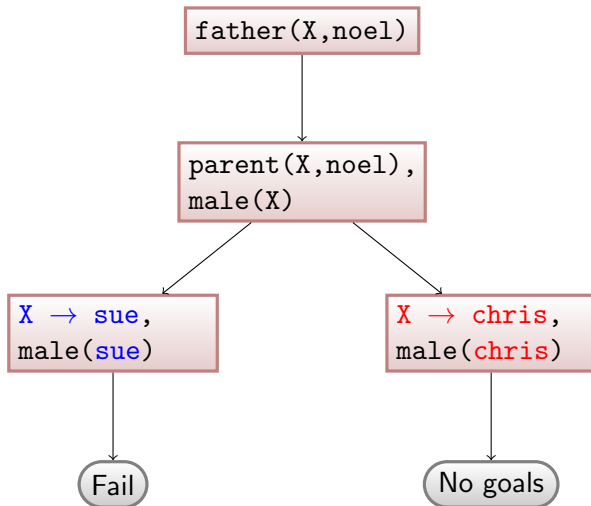 father(X,noel)
parent(X,noel),
male(X)
X → sue,
male(sue)
X → chris,
male(chris)
Fail
No goals